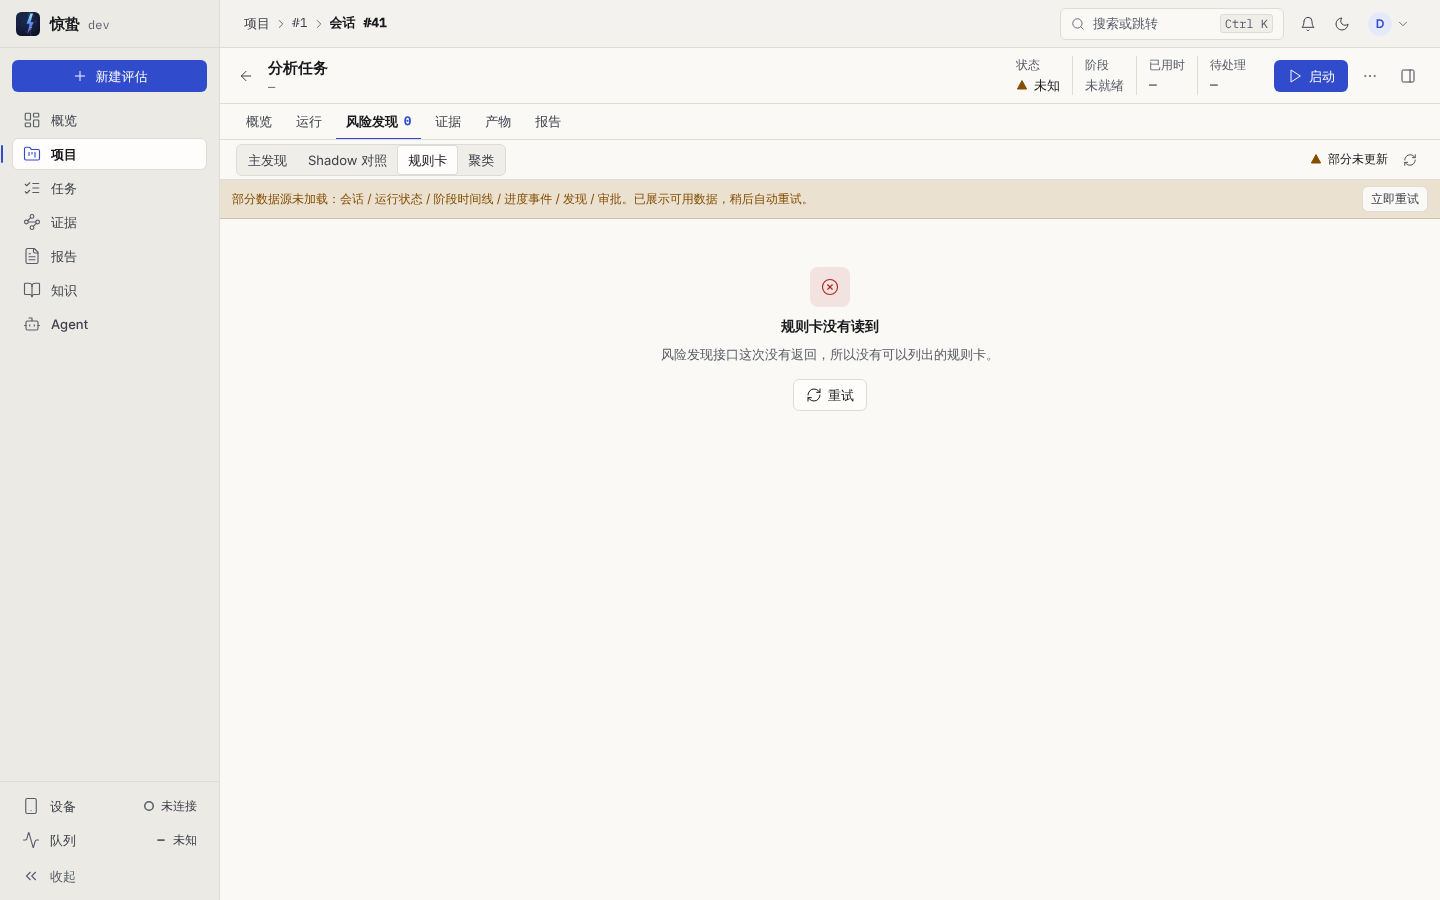 惊蛰 dev
项目 > #1 > 会话 #41
搜索或跳转 Ctrl K
D
新建评估
概览
项目
任务
证据
报告
知识
Agent
分析任务
—
状态
未知
阶段
未就绪
已用时
—
待处理
—
启动
概览 运行 风险发现 0 证据 产物 报告
主发现 Shadow 对照 规则卡 聚类
部分未更新
部分数据源未加载：会话 / 运行状态 / 阶段时间线 / 进度事件 / 发现 / 审批。已展示可用数据，稍后自动重试。
立即重试
规则卡没有读到
风险发现接口这次没有返回，所以没有可以列出的规则卡。
重试
设备 未连接
队列 — 未知
收起